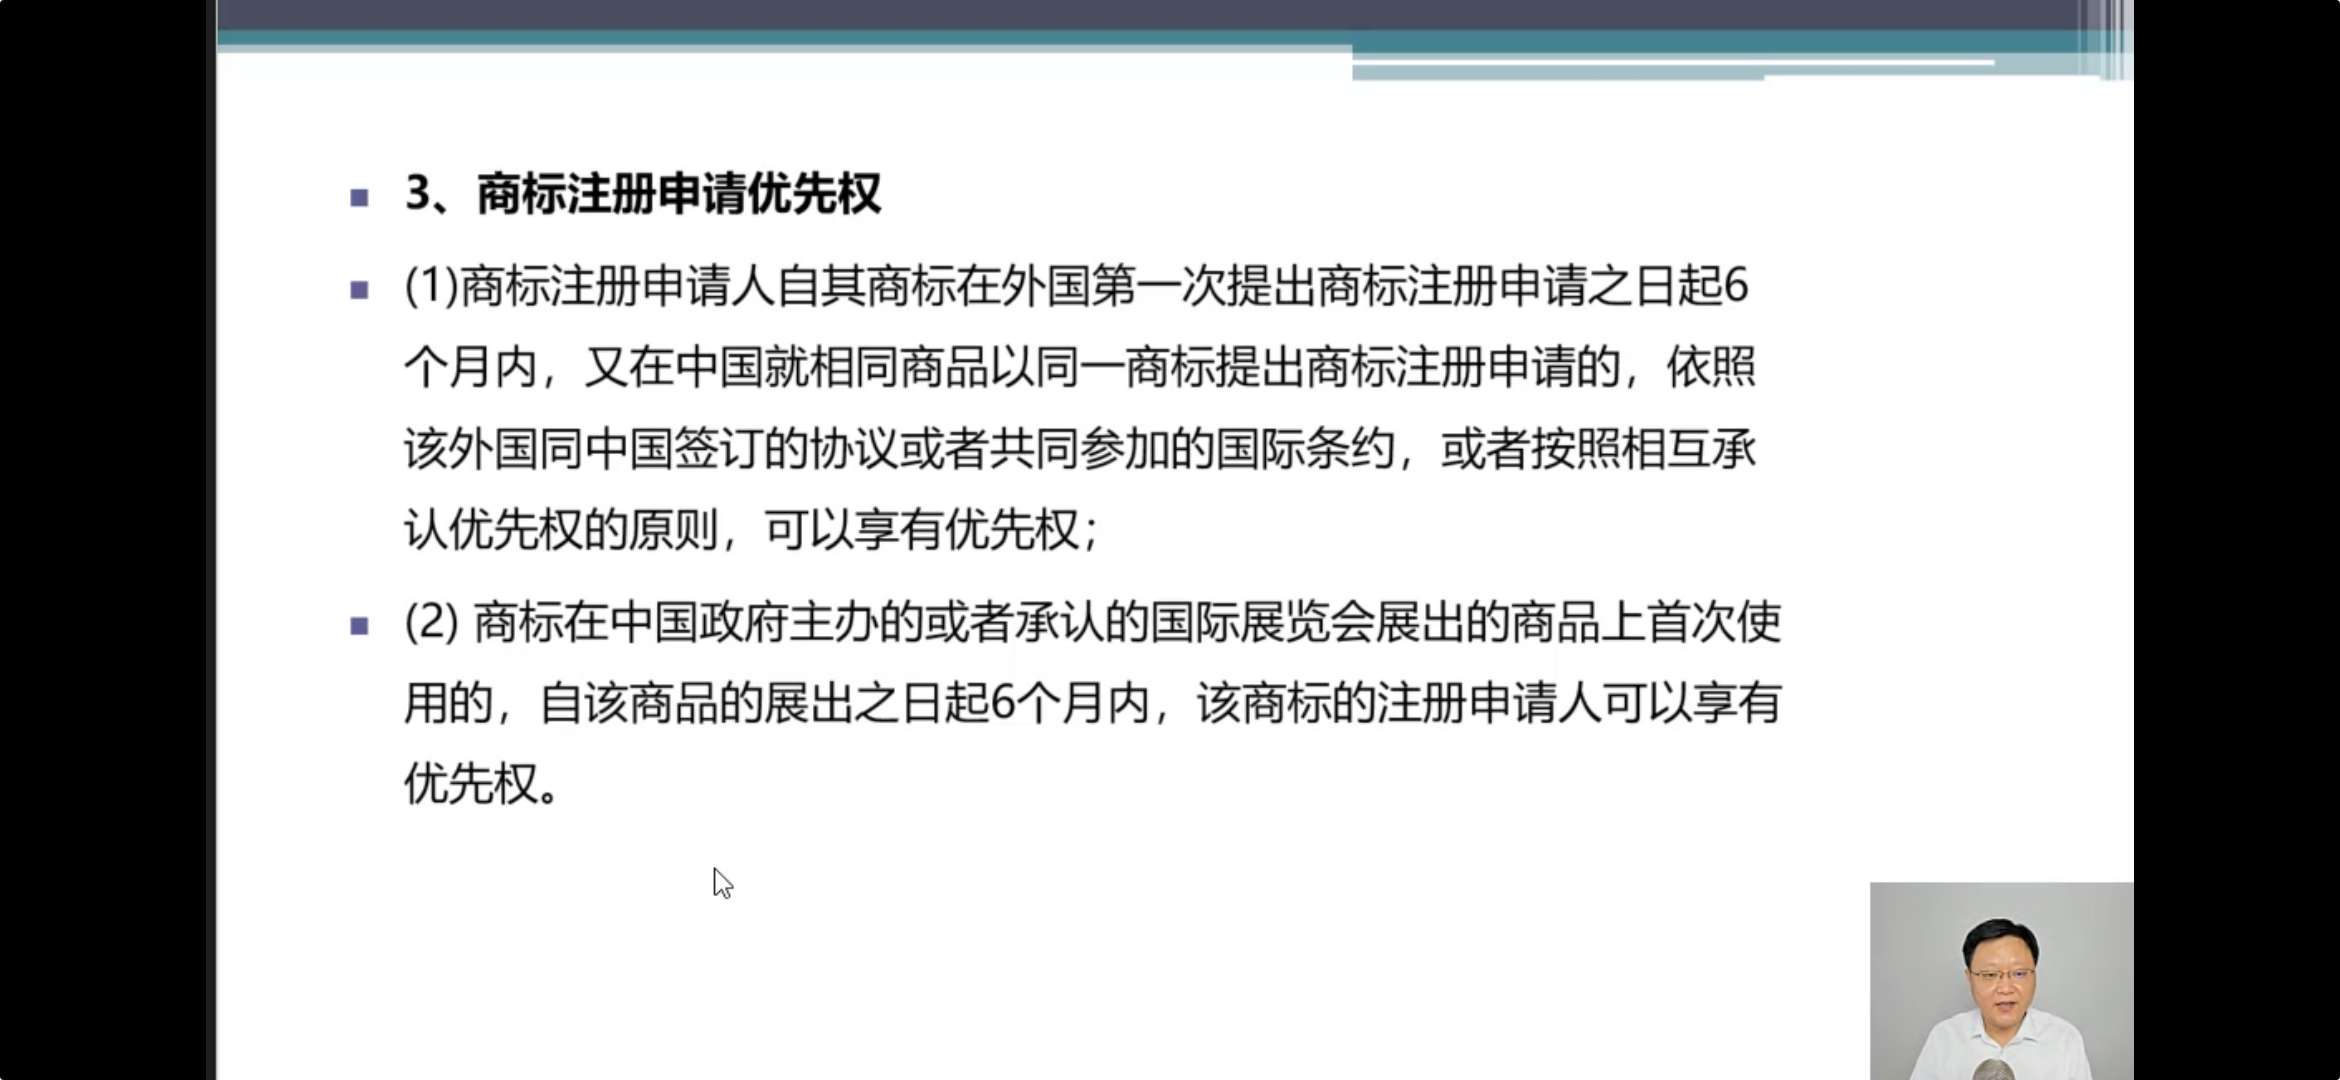 3、商标注册申请优先权
(1)商标注册申请人自其商标在外国第一次提出商标注册申请之日起6
个月内，又在中国就相同商品以同一商标提出商标注册申请的，依照
该外国同中国签订的协议或者共同参加的国际条约，或者按照相互承
认优先权的原则，可以享有优先权；
(2) 商标在中国政府主办的或者承认的国际展览会展出的商品上首次使
用的，自该商品的展出之日起6个月内，该商标的注册申请人可以享有
优先权。